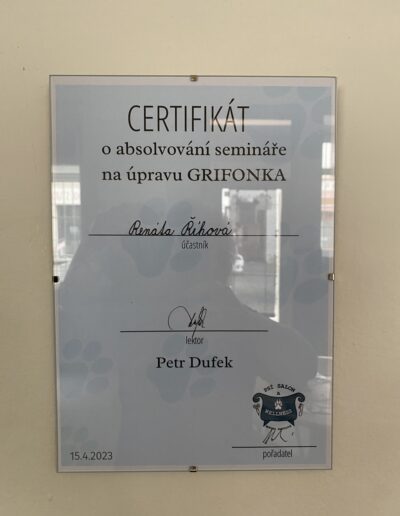 CERTIFIKÁT
o absolvování semináře
na úpravu GRIFONKA
Renáta Říhová
účastník
lektor
Petr Dufek
PSÍ SALON
&
WELLNESS
pořadatel
15.4.2023